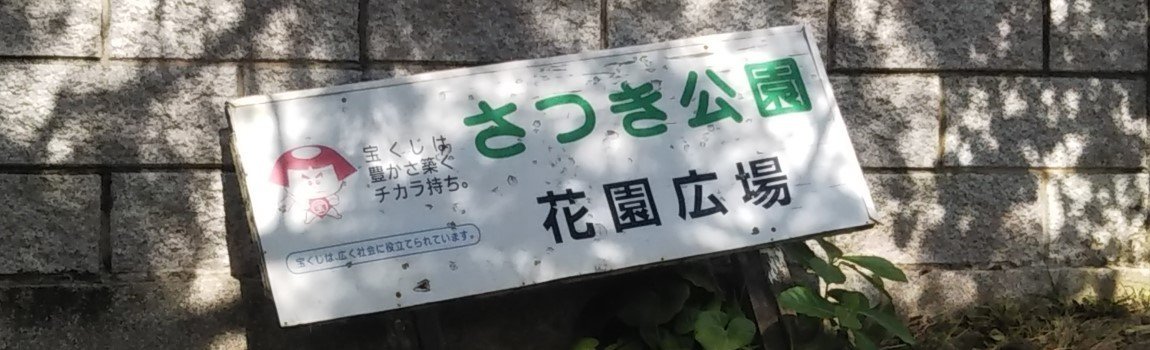 さつき公園
花園広場
宝くじは、
豊かさ築く
チカラ持ち。
宝くじは、広く社会に役立てられています。